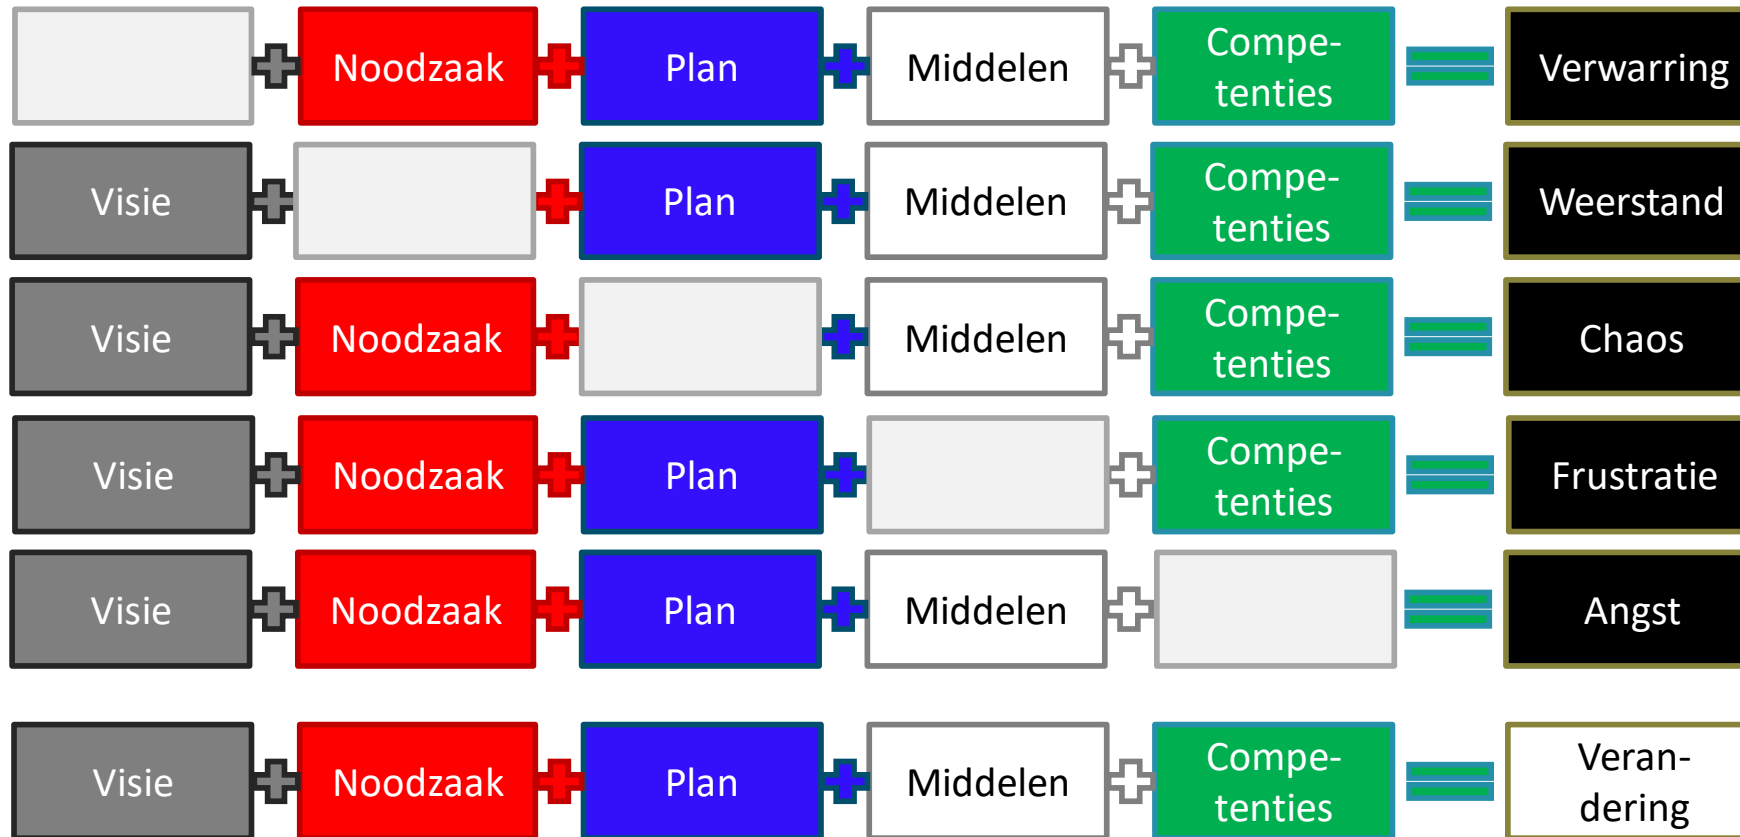 Noodzaak Plan Middelen Compe-
tenties Verwarring
Visie Plan Middelen Compe-
tenties Weerstand
Visie Noodzaak Middelen Compe-
tenties Chaos
Visie Noodzaak Plan Compe-
tenties Frustratie
Visie Noodzaak Plan Middelen Angst
Visie Noodzaak Plan Middelen Compe-
tenties Veran-
dering